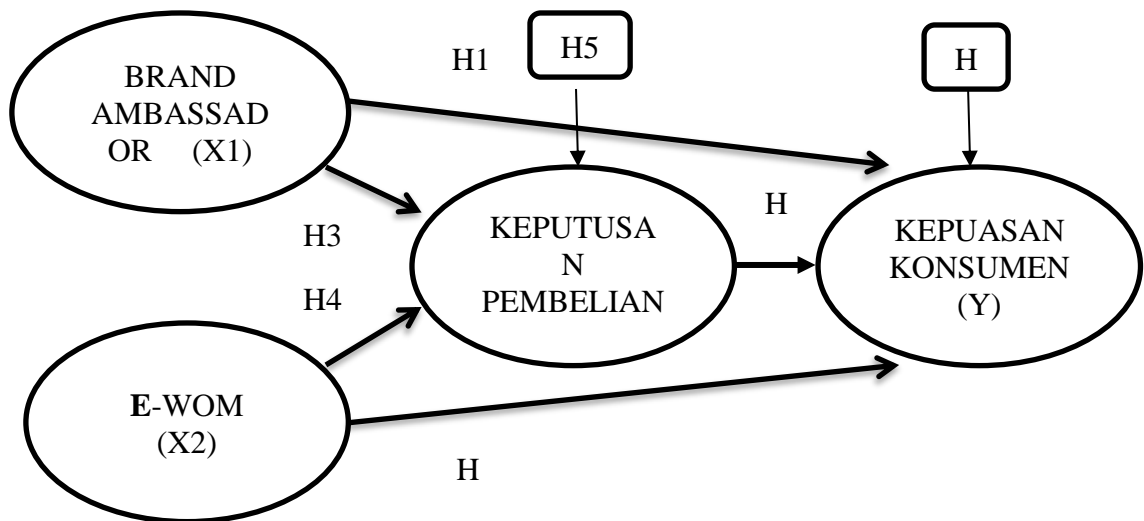 H1
H5
H
BRAND
AMBASSAD
OR (X1)
H3
KEPUTUSA
N
PEMBELIAN
H
KEPUASAN
KONSUMEN
(Y)
H4
E-WOM
(X2)
H